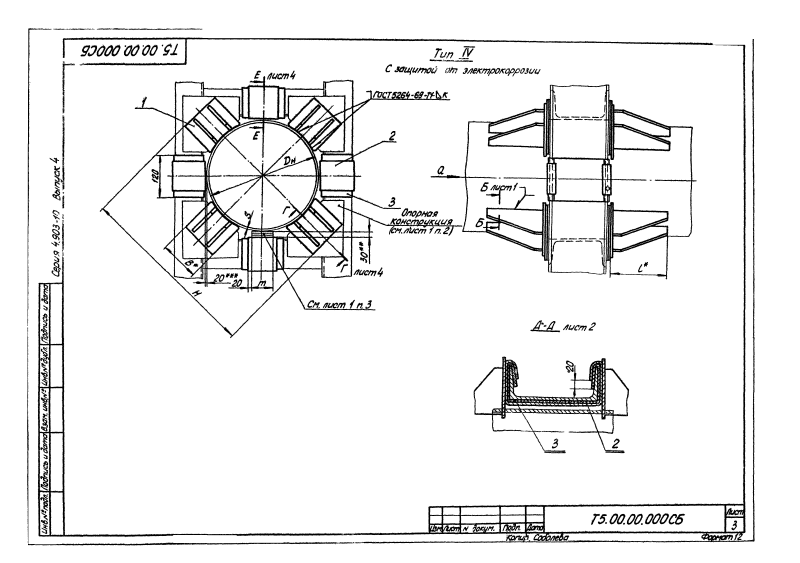 Т5.00.00.000СБ
Тип IV
С защитой от электрокоррозии
Е лист 4
ГОСТ 5264-69-Т1-
1
Е
2
Dн
120
а
Б лист 1
3
Г
Опорная
конструкция
(см. лист 1 п. 2)
Б
S
30**
В*
Г
лист 4
L*
20***
Н
20
m
См. лист 1 п. 3
Д-Д лист 2
20
3
2
Серия 4.903-10 Выпуск 4
Инв.№ подл.
Подпись и дата
Взам. инв.№
Инв.№ дубл.
Подпись и дата
Изм.
Лист
N докум.
Подп.
Дата
Т5.00.00.000СБ
Лист
3
Копир. Соболева
Формат 12